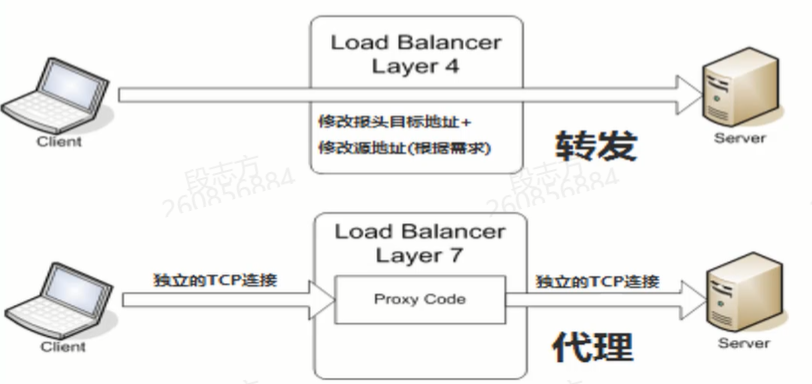 Load Balancer
Layer 4
修改报头目标地址+
修改源地址(根据需求)
转发
Client
Server
段志方
260856884
段志方
260856884
Load Balancer
Layer 7
独立的TCP连接
Proxy Code
独立的TCP连接
代理
Client
Server